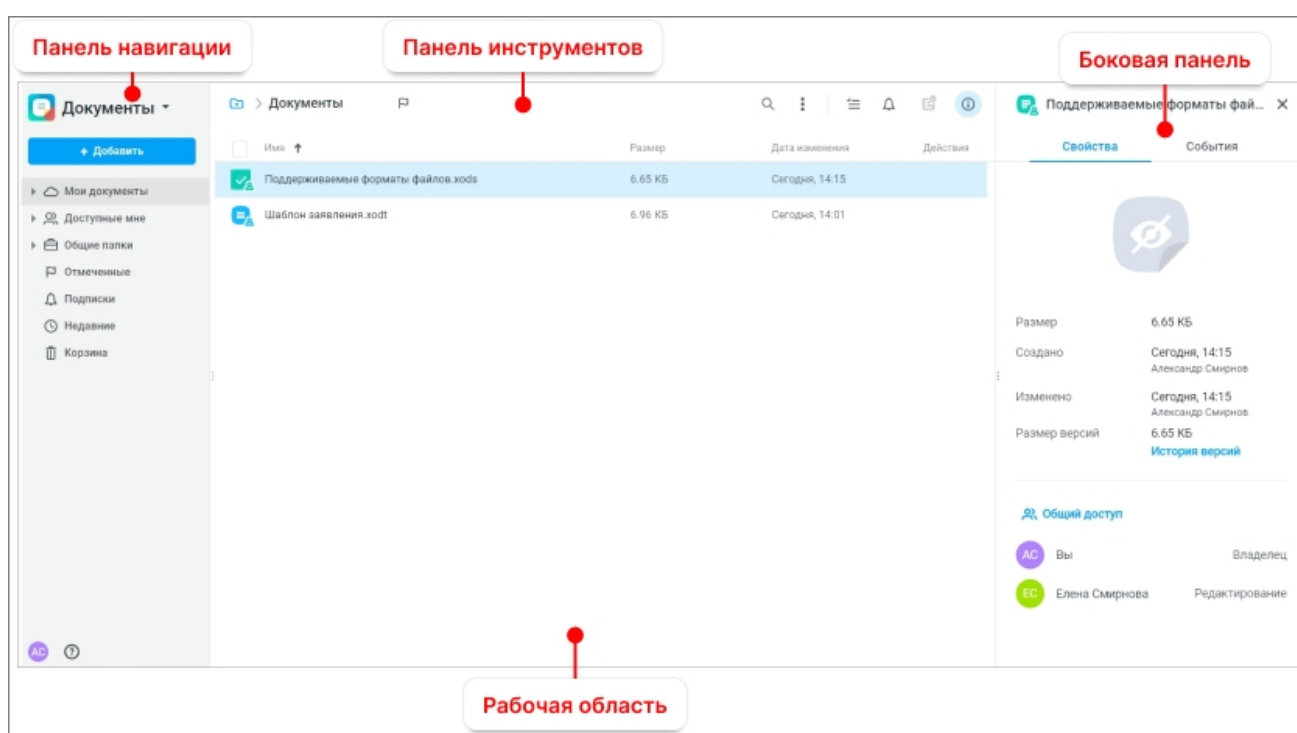 Панель навигации
Панель инструментов
Боковая панель
Документы
+ Добавить
Мои документы
Доступные мне
Общие папки
Отмеченные
Подписки
Недавние
Корзина
АС
> Документы
Имя Размер Дата изменения Действия
Поддерживаемые форматы файлов.xods 6.65 КБ Сегодня, 14:15
Шаблон заявления.xodt 6.96 КБ Сегодня, 14:01
Поддерживаемые форматы фай...
Свойства События
Размер 6.65 КБ
Создано Сегодня, 14:15
Александр Смирнов
Изменено Сегодня, 14:15
Александр Смирнов
Размер версий 6.65 КБ
История версий
Общий доступ
АС Вы Владелец
ЕС Елена Смирнова Редактирование
Рабочая область